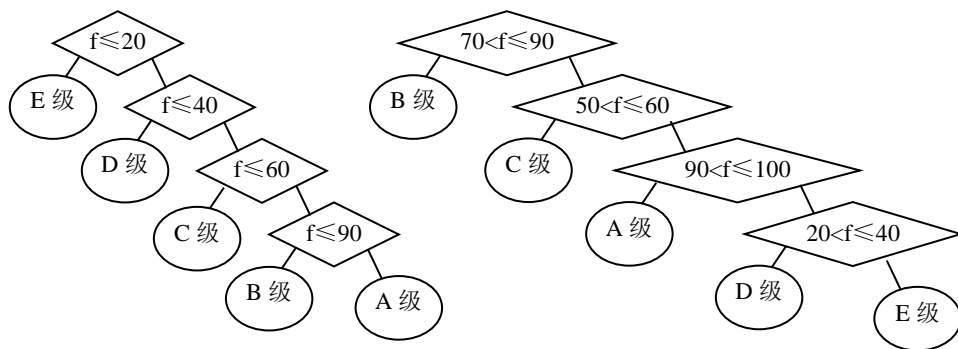 f≤20
E 级
f≤40
D 级
f≤60
C 级
f≤90
B 级
A 级
70<f≤90
B 级
50<f≤60
C 级
90<f≤100
A 级
20<f≤40
D 级
E 级